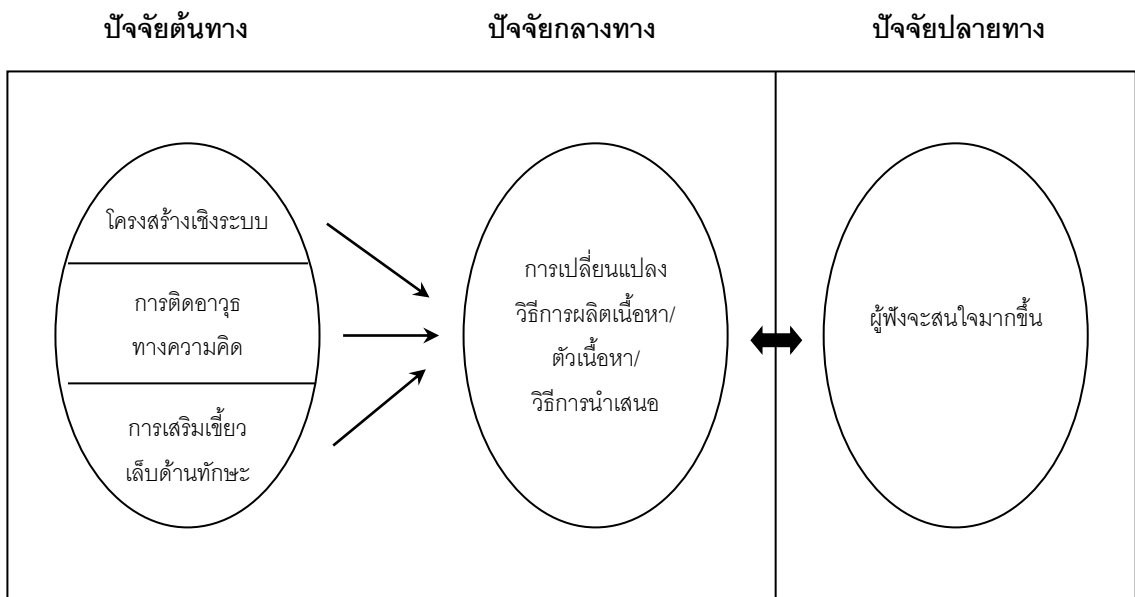 ปัจจัยต้นทาง
ปัจจัยกลางทาง
ปัจจัยปลายทาง
โครงสร้างเชิงระบบ
การติดอาวุธ
ทางความคิด
การเสริมเขี้ยว
เล็บด้านทักษะ
การเปลี่ยนแปลง
วิธีการผลิตเนื้อหา/
ตัวเนื้อหา/
วิธีการนำเสนอ
ผู้ฟังจะสนใจมากขึ้น